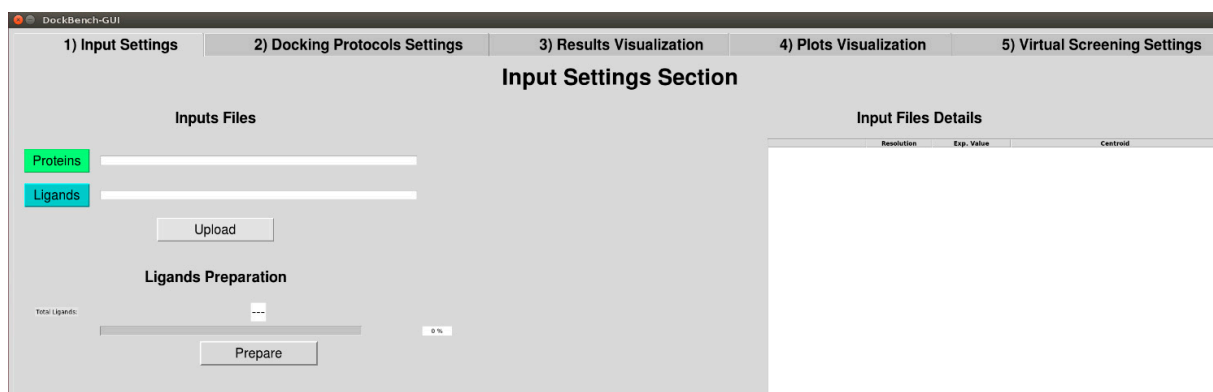 DockBench-GUI
1) Input Settings 2) Docking Protocols Settings 3) Results Visualization 4) Plots Visualization 5) Virtual Screening Settings
Input Settings Section
Inputs Files
Input Files Details
Resolution Exp. Value Centroid
Proteins
Ligands
Upload
Ligands Preparation
Total Ligands: ---
0 %
Prepare